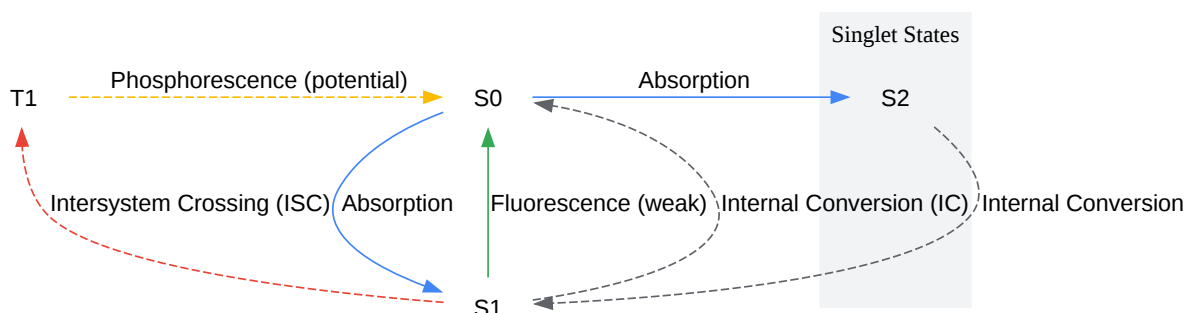 Singlet States
Phosphorescence (potential)
Absorption
T1
S0
S2
Intersystem Crossing (ISC)
Absorption
Fluorescence (weak)
Internal Conversion (IC)
Internal Conversion
S1